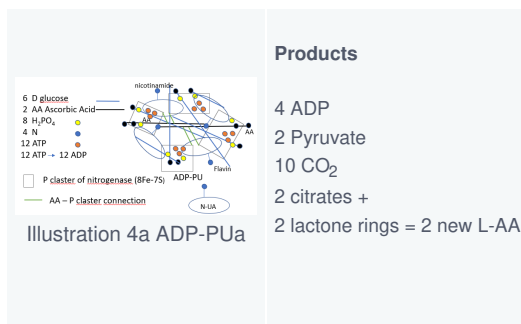 nicotinamide
6 D glucose
2 AA Ascorbic Acid
8 H₂PO₄
4 N
12 ATP
12 ATP → 12 ADP
AA
AA
Flavin
P claster of nitrogenase (8Fe-7S)
ADP-PU
AA – P claster connection
N-UA
Illustration 4a ADP-PUa
Products
4 ADP
2 Pyruvate
10 CO₂
2 citrates +
2 lactone rings = 2 new L-AA